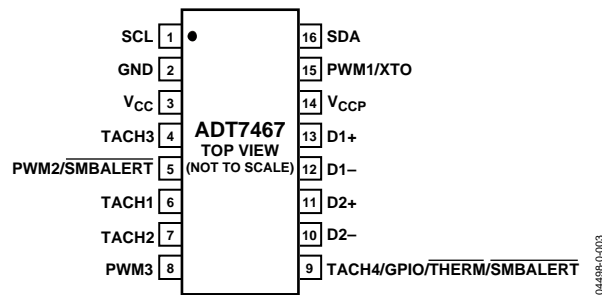 SCL 1
GND 2
VCC 3
TACH3 4
PWM2/SMBALERT 5
TACH1 6
TACH2 7
PWM3 8
ADT7467
TOP VIEW
(NOT TO SCALE)
16 SDA
15 PWM1/XTO
14 VCCP
13 D1+
12 D1–
11 D2+
10 D2–
9 TACH4/GPIO/THERM/SMBALERT
04498-0-003